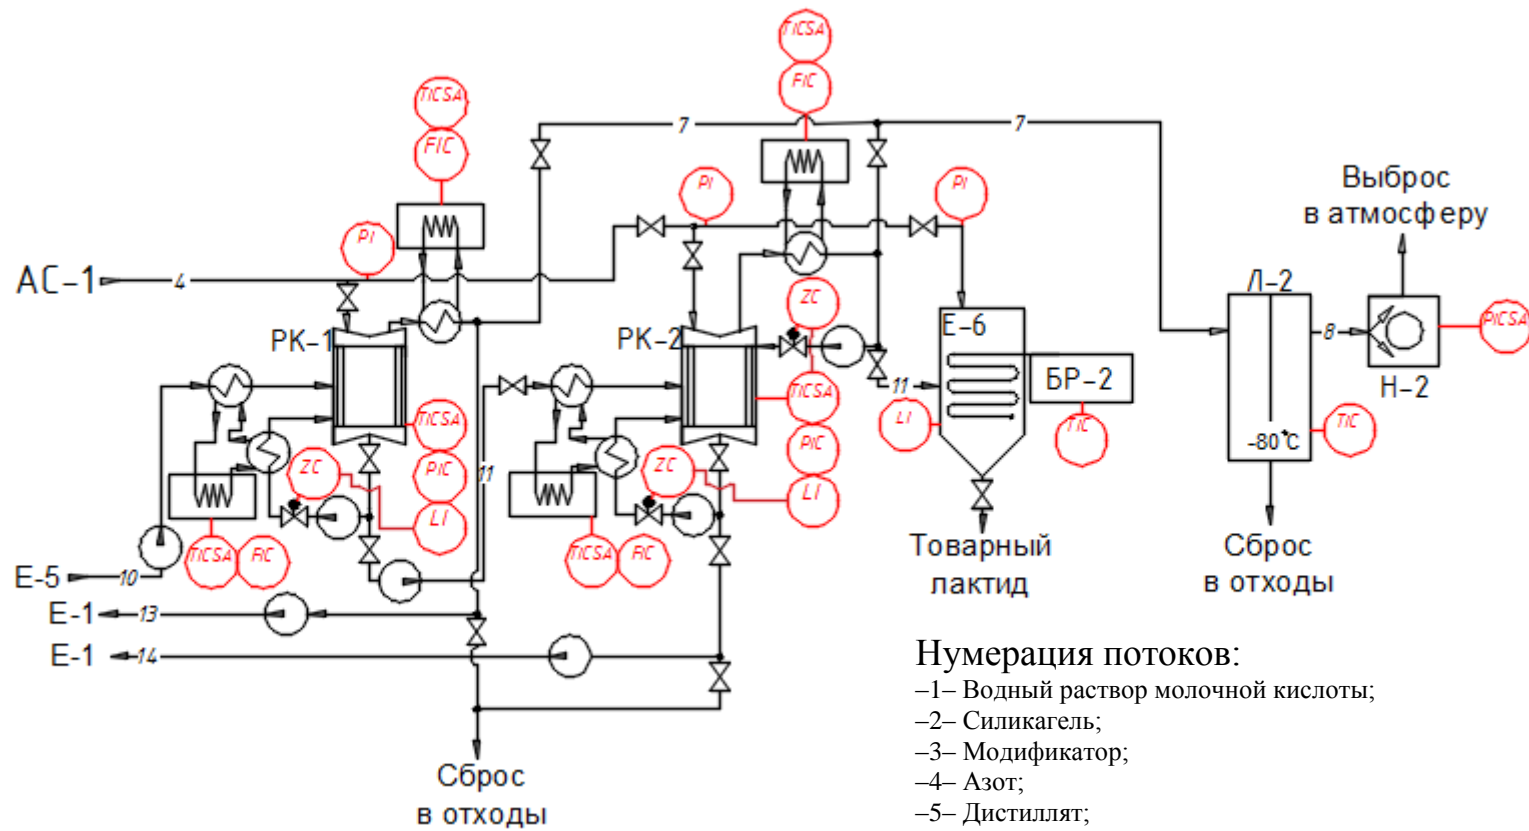 TICSA
FIC
TICSA
FIC
7
7
PI
PI
Выброс
в атмосферу
PI
АС-1
4
ZC
Л-2
РК-1
РК-2
Е-6
8
PICSA
БР-2
Н-2
11
TICSA
TICSA
LI
TIC
TIC
-80°C
ZC
PIC
11
ZC
PIC
LI
LI
TICSA
FIC
TICSA
FIC
Е-5
10
Товарный
лактид
Сброс
в отходы
Е-1
13
Е-1
14
Сброс
в отходы
Нумерация потоков:
–1– Водный раствор молочной кислоты;
–2– Силикагель;
–3– Модификатор;
–4– Азот;
–5– Дистиллят;